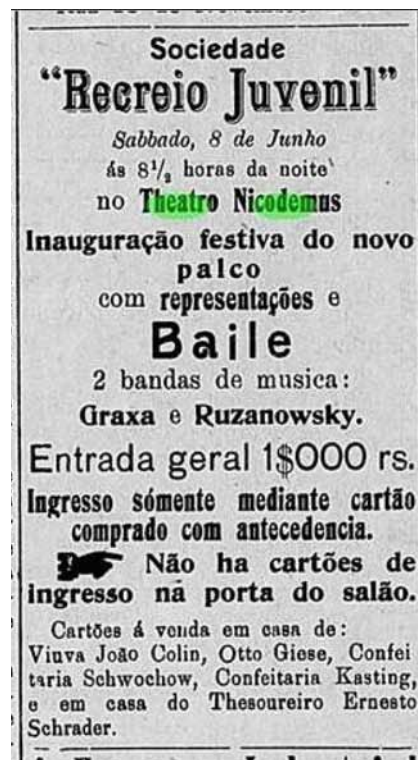 Sociedade
“Recreio Juvenil”
Sabbado, 8 de Junho
ás 8½ horas da noite
no Theatro Nicodemus
Inauguração festiva do novo
palco
com representações e
Baile
2 bandas de musica:
Graxa e Ruzanowsky.
Entrada geral 1$000 rs.
Ingresso sómente mediante cartão
comprado com antecedencia.
Não ha cartões de
ingresso na porta do salão.
Cartões á venda em casa de:
Viuva João Colin, Otto Giese, Confei
taria Schwochow, Confeitaria Kasting,
e em casa do Thesoureiro Ernesto
Schrader.